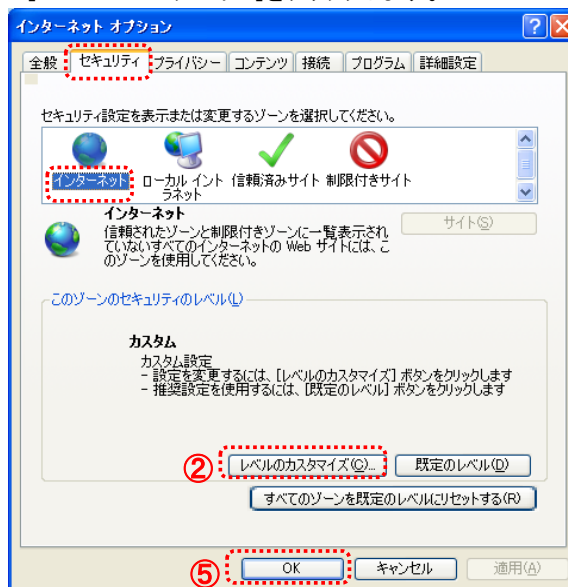 インターネット オプション
全般 セキュリティ プライバシー コンテンツ 接続 プログラム 詳細設定
セキュリティ設定を表示または変更するゾーンを選択してください。
インターネット ローカル イントラネット 信頼済みサイト 制限付きサイト
インターネット
サイト(S)
信頼されたゾーンと制限付きゾーンに一覧表示され
ていないすべてのインターネットの Web サイトには、こ
のゾーンを使用してください。
このゾーンのセキュリティのレベル(L)
カスタム
カスタム設定
- 設定を変更するには、[レベルのカスタマイズ] ボタンをクリックします
- 推奨設定を使用するには、[既定のレベル] ボタンをクリックします
② レベルのカスタマイズ(C)... 既定のレベル(D)
すべてのゾーンを既定のレベルにリセットする(R)
⑤ OK キャンセル 適用(A)